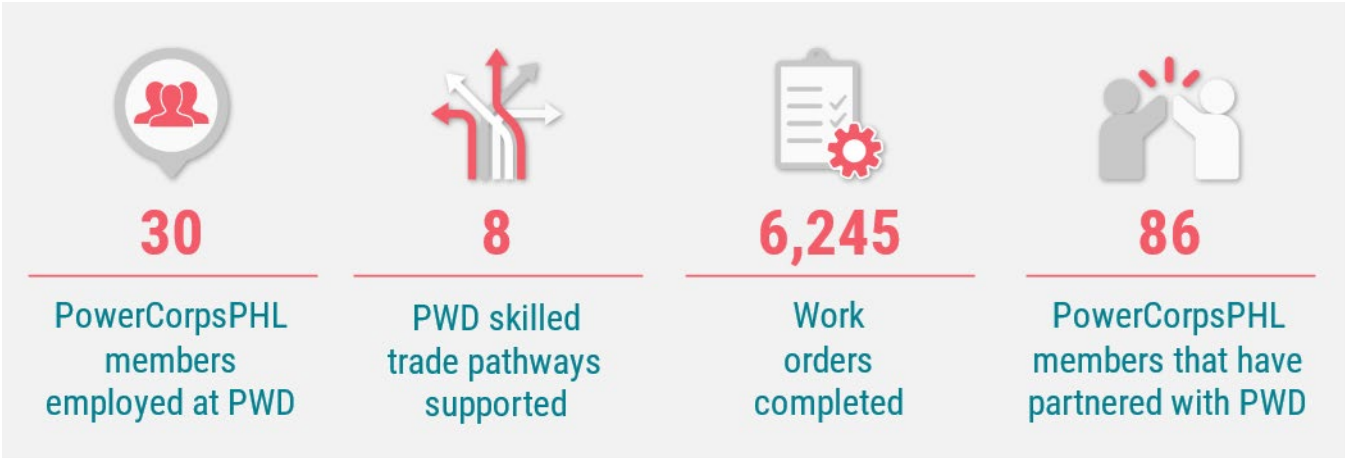 30
PowerCorpsPHL
members
employed at PWD
8
PWD skilled
trade pathways
supported
6,245
Work
orders
completed
86
PowerCorpsPHL
members that have
partnered with PWD